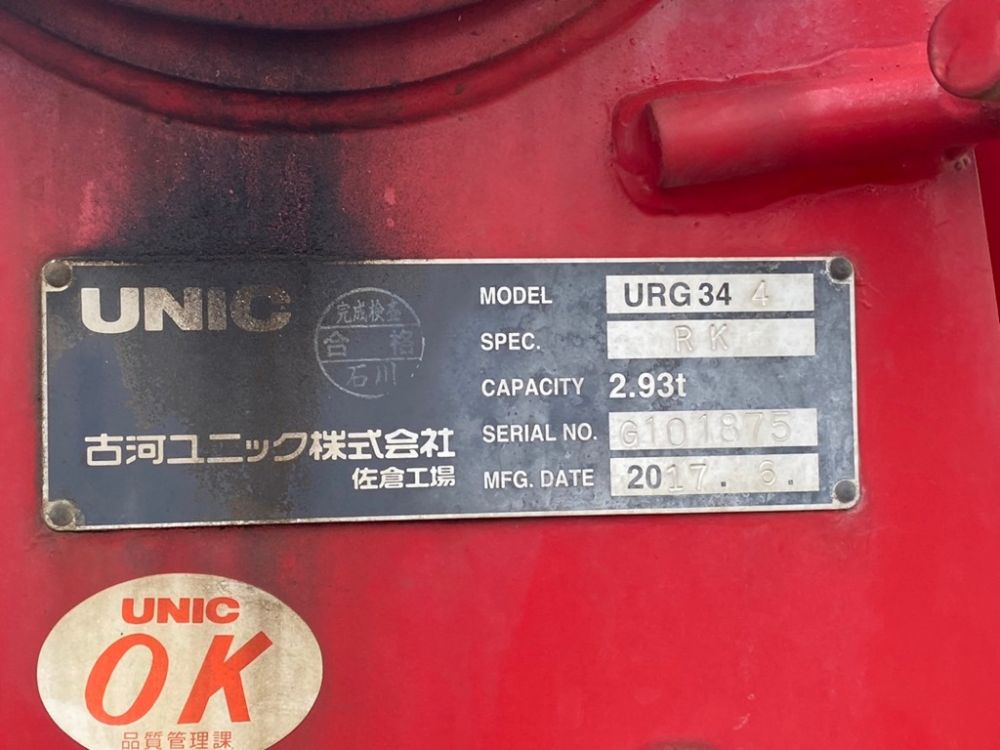 UNIC
完成検査
合格
石川
古河ユニック株式会社
佐倉工場
MODEL URG34 4
SPEC. RK
CAPACITY 2.93t
SERIAL NO. G101875
MFG. DATE 2017. 6.
UNIC
OK
品質管理課